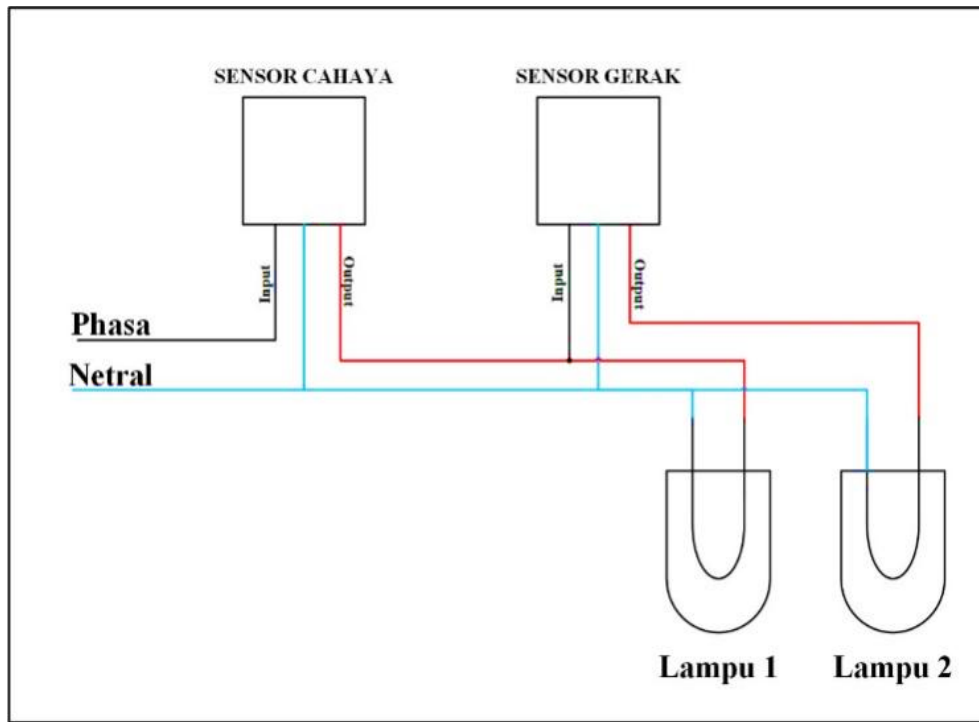 SENSOR CAHAYA
SENSOR GERAK
Input
Output
Input
Output
Phasa
Netral
Lampu 1
Lampu 2